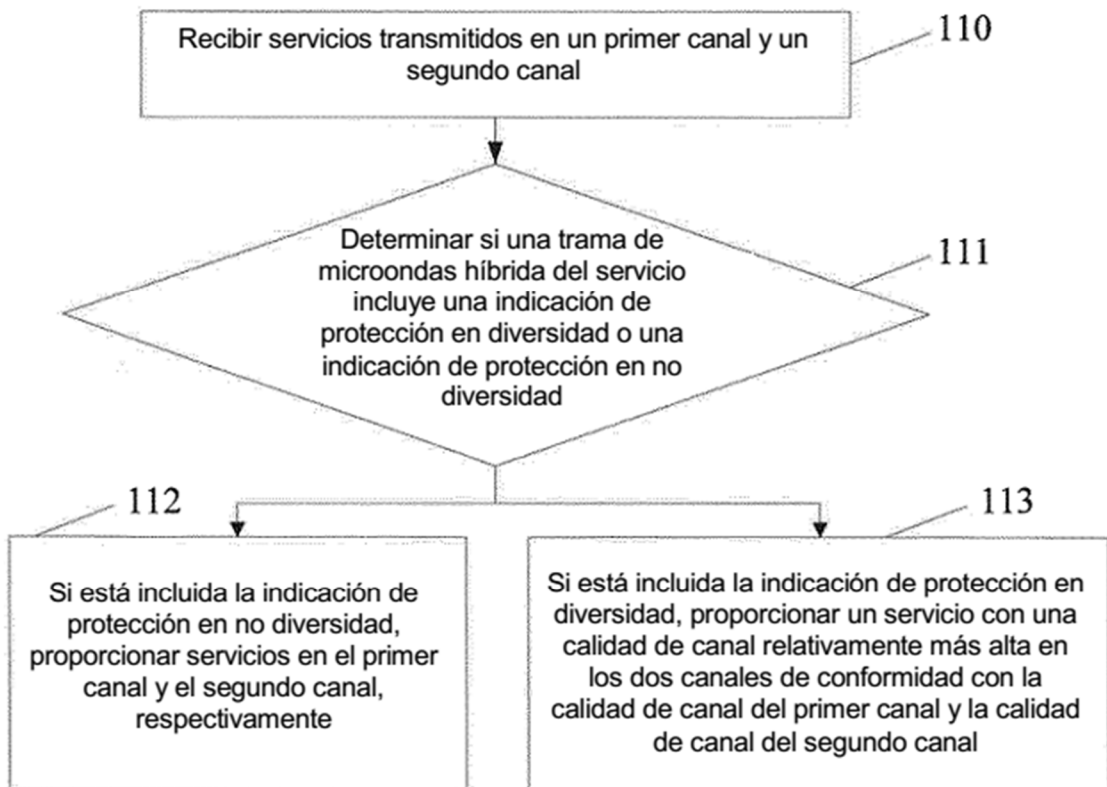 Recibir servicios transmitidos en un primer canal y un
segundo canal
110
Determinar si una trama de
microondas híbrida del servicio
incluye una indicación de
protección en diversidad o una
indicación de protección en no
diversidad
111
112
Si está incluida la indicación de
protección en no diversidad,
proporcionar servicios en el primer
canal y el segundo canal,
respectivamente
113
Si está incluida la indicación de protección en
diversidad, proporcionar un servicio con una
calidad de canal relativamente más alta en
los dos canales de conformidad con la
calidad de canal del primer canal y la calidad
de canal del segundo canal